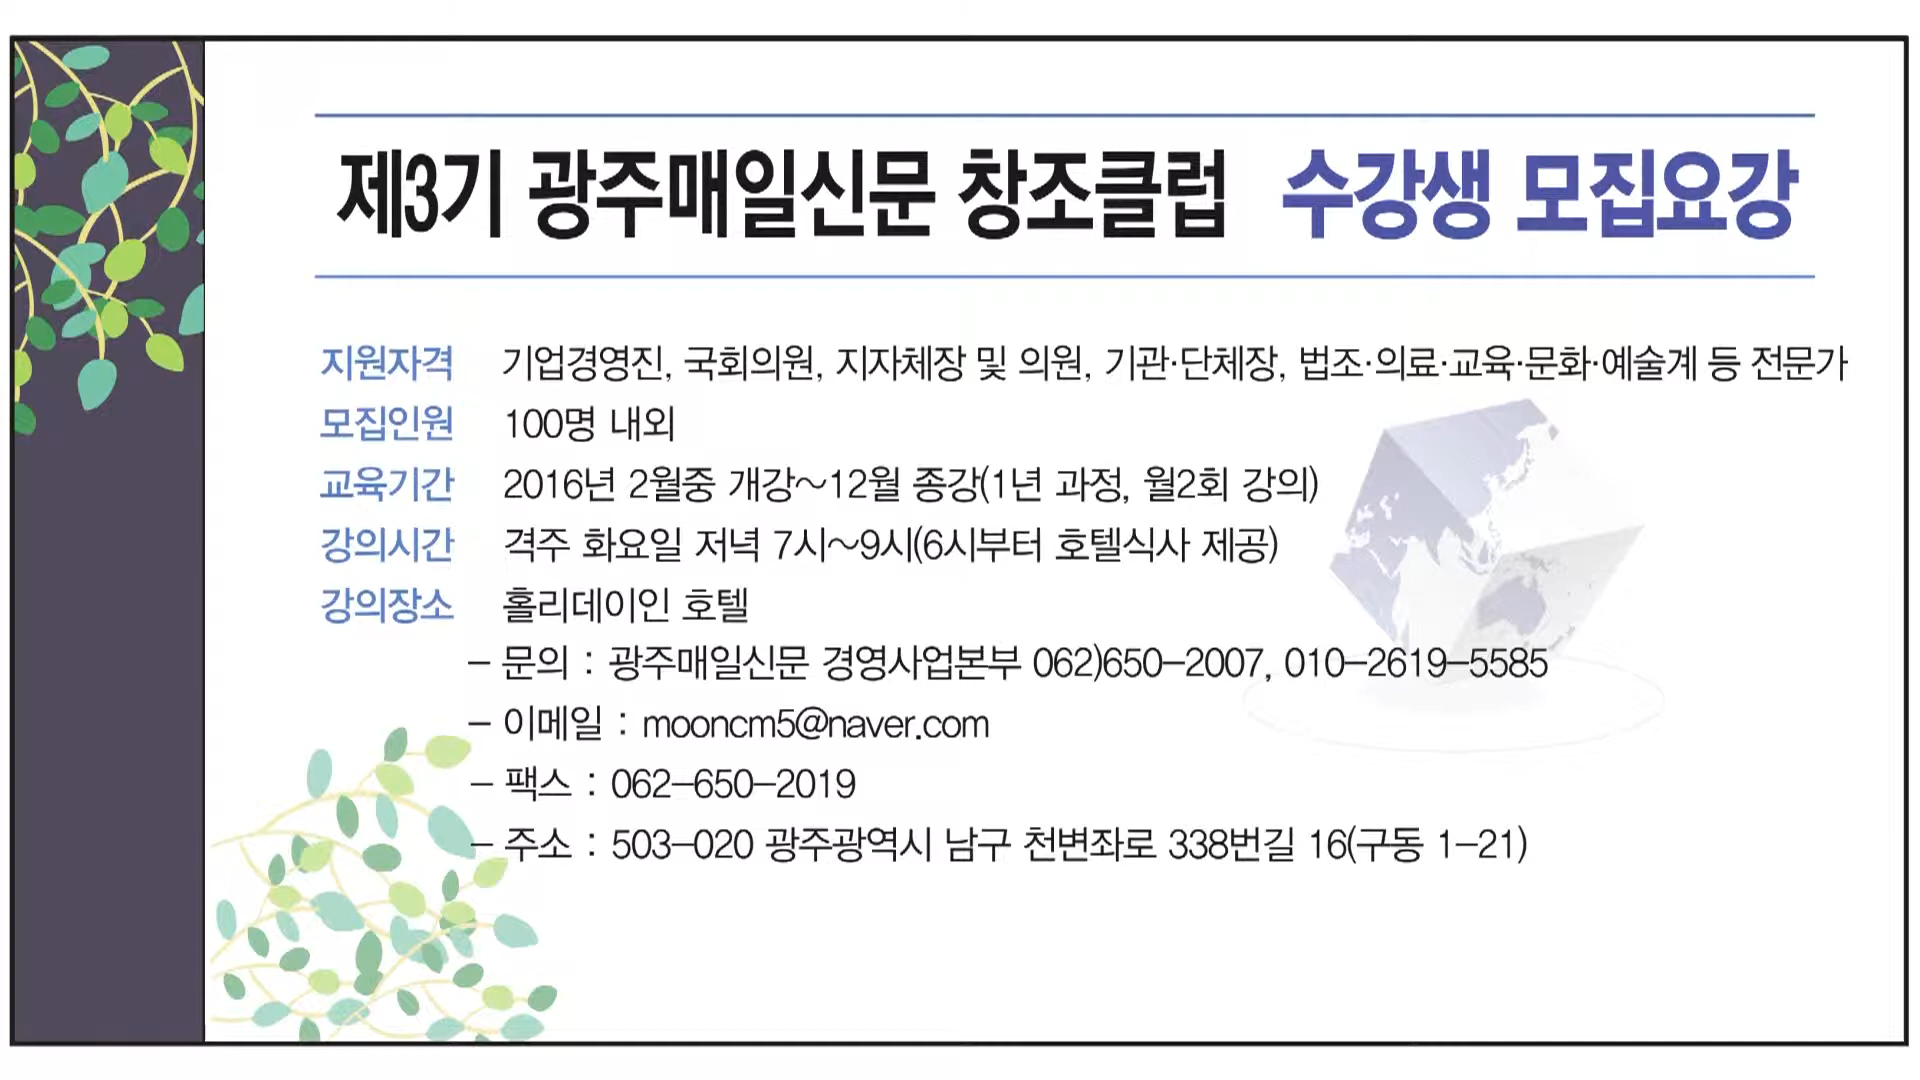 제3기 광주매일신문 창조클럽 수강생 모집요강
지원자격 기업경영진, 국회의원, 지자체장 및 의원, 기관·단체장, 법조·의료·교육·문화·예술계 등 전문가
모집인원 100명 내외
교육기간 2016년 2월중 개강~12월 종강(1년 과정, 월2회 강의)
강의시간 격주 화요일 저녁 7시~9시(6시부터 호텔식사 제공)
강의장소 홀리데이인 호텔
– 문의 : 광주매일신문 경영사업본부 062)650–2007, 010–2619–5585
– 이메일 : mooncm5@naver.com
– 팩스 : 062–650–2019
– 주소 : 503–020 광주광역시 남구 천변좌로 338번길 16(구동 1–21)